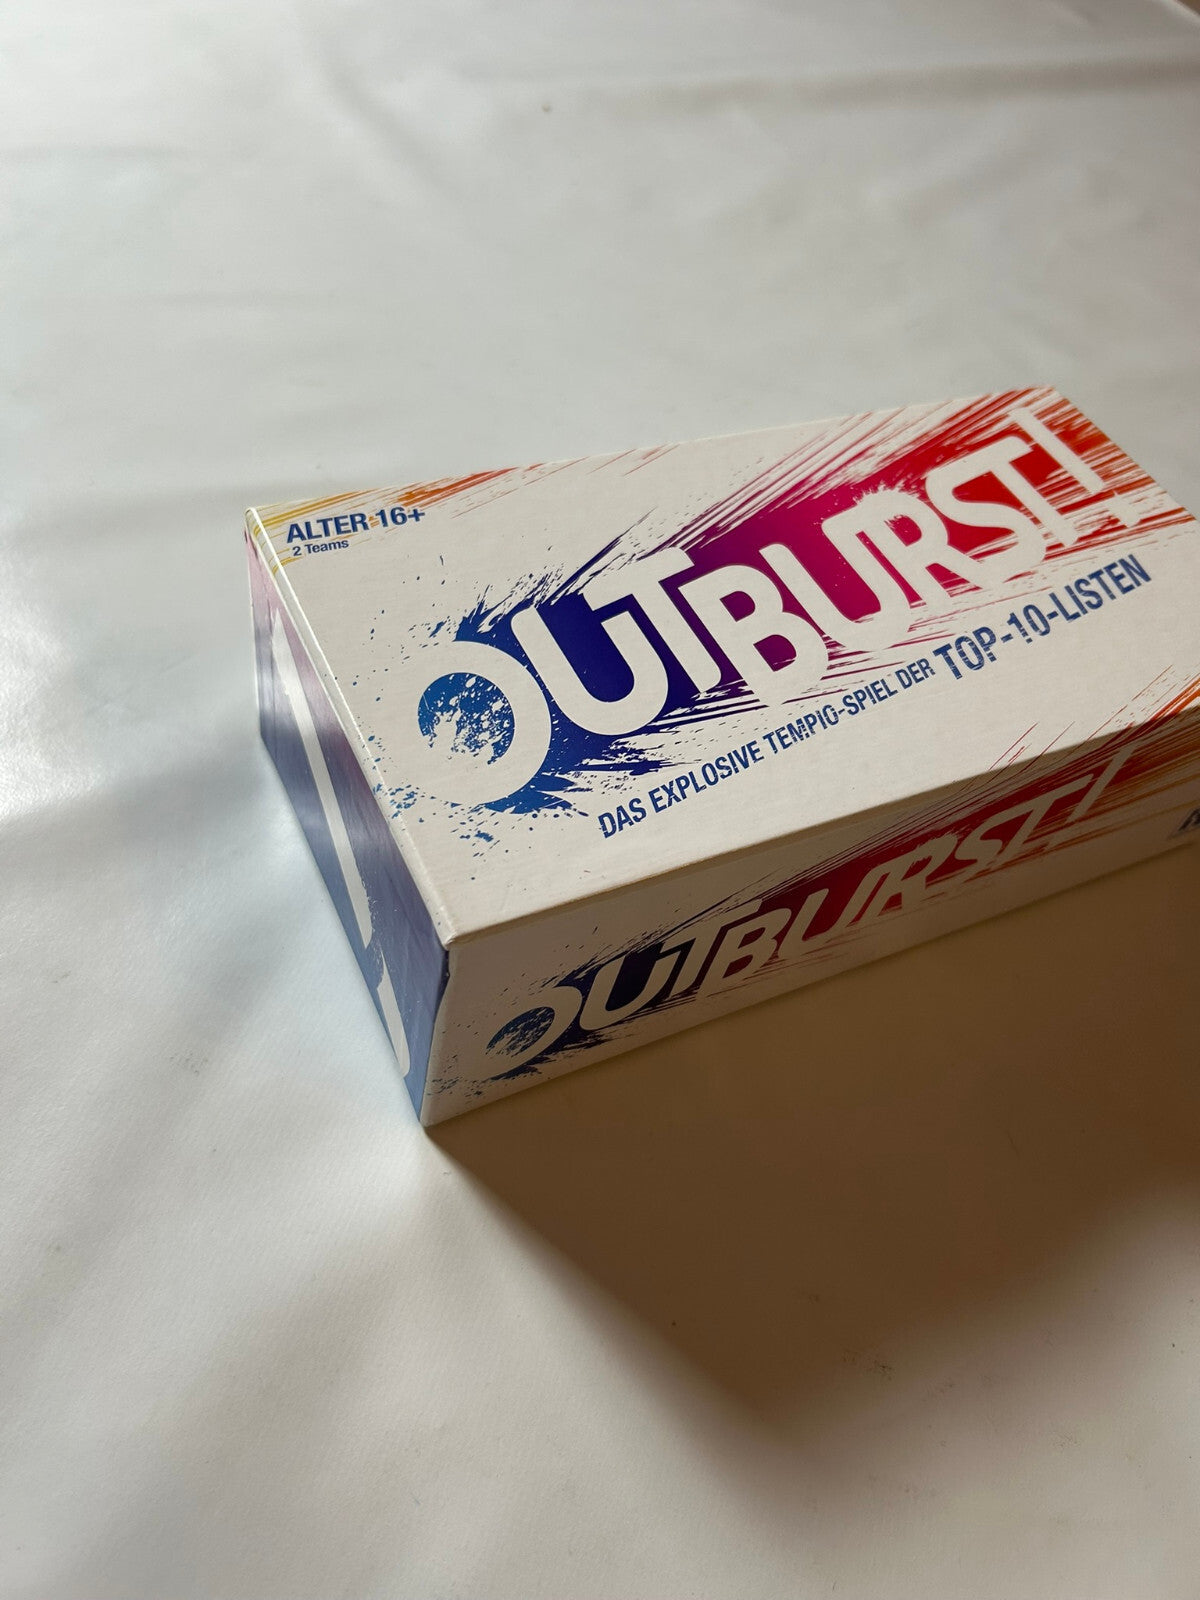 ALTER 16+
2 Teams
OUTBURST!
DAS EXPLOSIVE TEMPO-SPIEL DER TOP-10-LISTEN
OUTBURST!